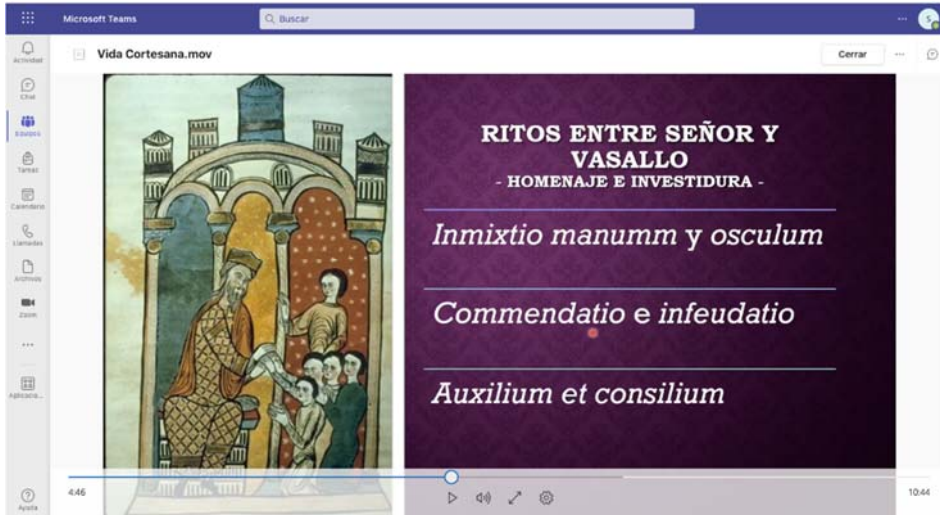 Microsoft Teams
Buscar
S
Actividad
Chat
Equipos
Tareas
Calendario
Llamadas
Archivos
Zoom
Aplicacio...
Ayuda
Vida Cortesana.mov
Cerrar
RITOS ENTRE SEÑOR Y
VASALLO
- HOMENAJE E INVESTIDURA -
Inmixtio manumm y osculum
Commendatio e infeudatio
Auxilium et consilium
4:46
10:44